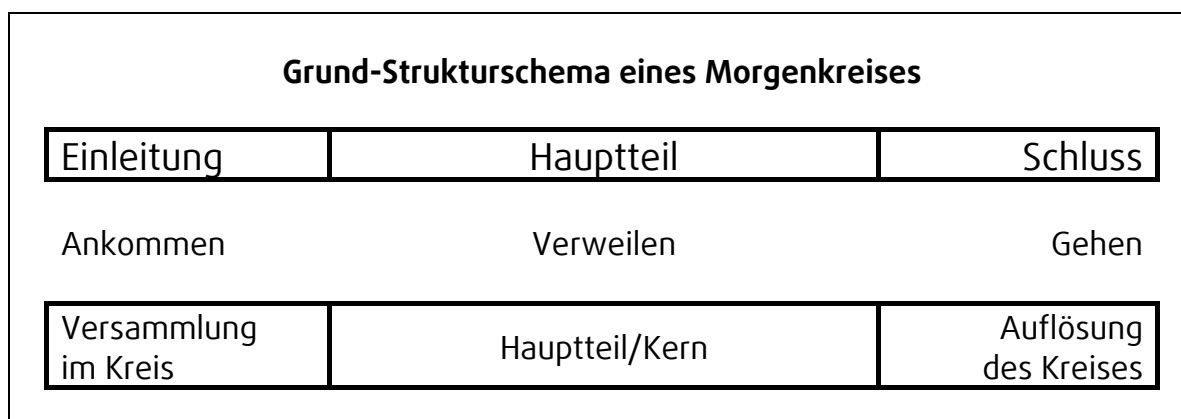 Grund-Strukturschema eines Morgenkreises
Einleitung Hauptteil Schluss
Ankommen Verweilen Gehen
Versammlung
im Kreis
Hauptteil/Kern
Auflösung
des Kreises